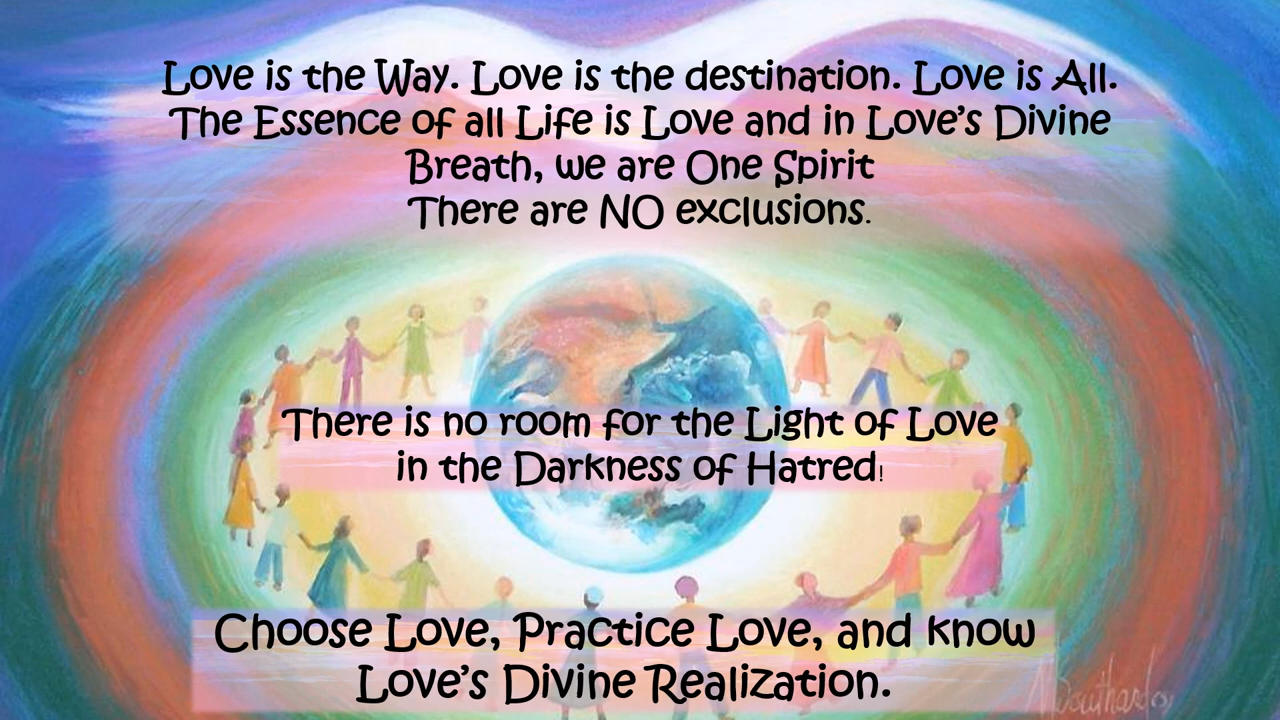 Love is the Way. Love is the destination. Love is All.
The Essence of all Life is Love and in Love’s Divine
Breath, we are One Spirit
There are NO exclusions.
There is no room for the Light of Love
in the Darkness of Hatred!
Choose Love, Practice Love, and know
Love’s Divine Realization.